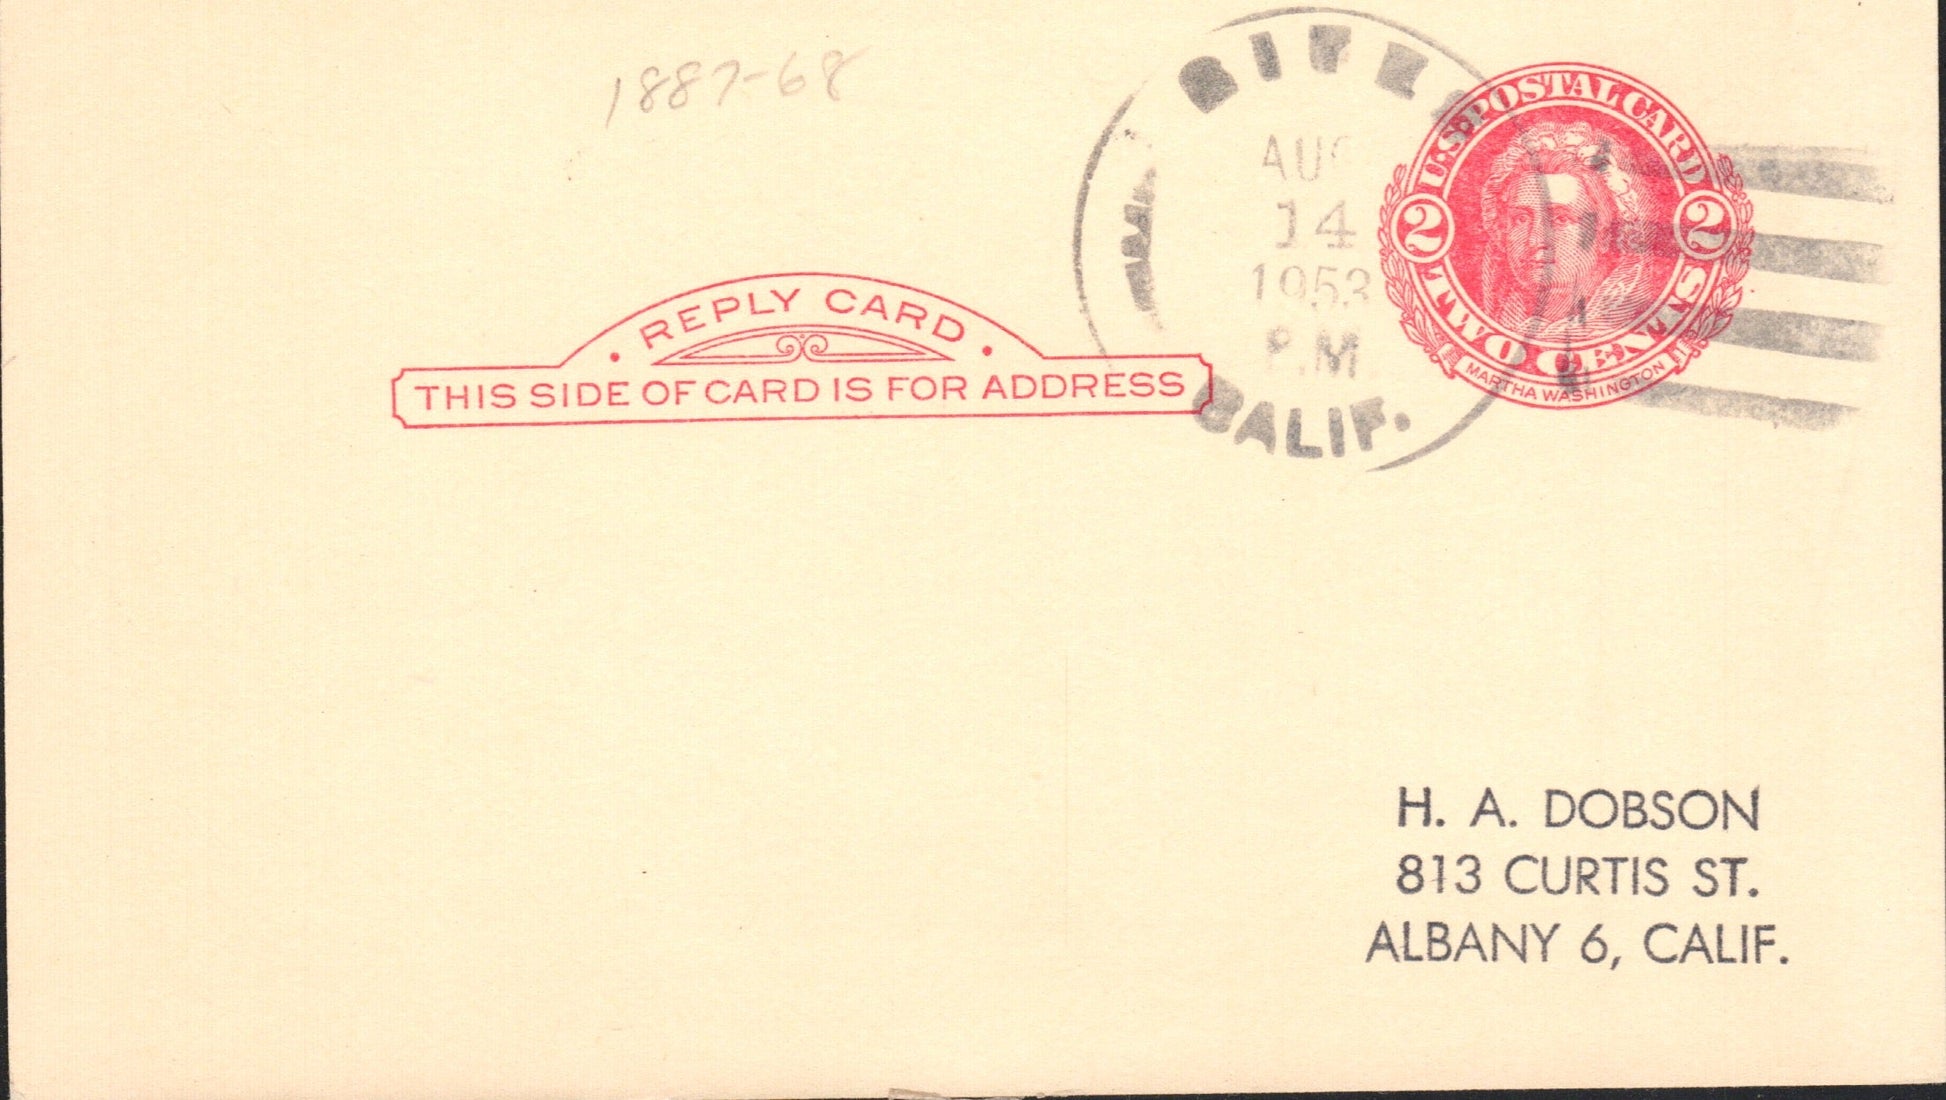 1887-68
AUG
14
1953
P.M.
CALIF.
U.S. POSTAL CARD
2 2
TWO CENTS
MARTHA WASHINGTON
REPLY CARD
THIS SIDE OF CARD IS FOR ADDRESS
H. A. DOBSON
813 CURTIS ST.
ALBANY 6, CALIF.